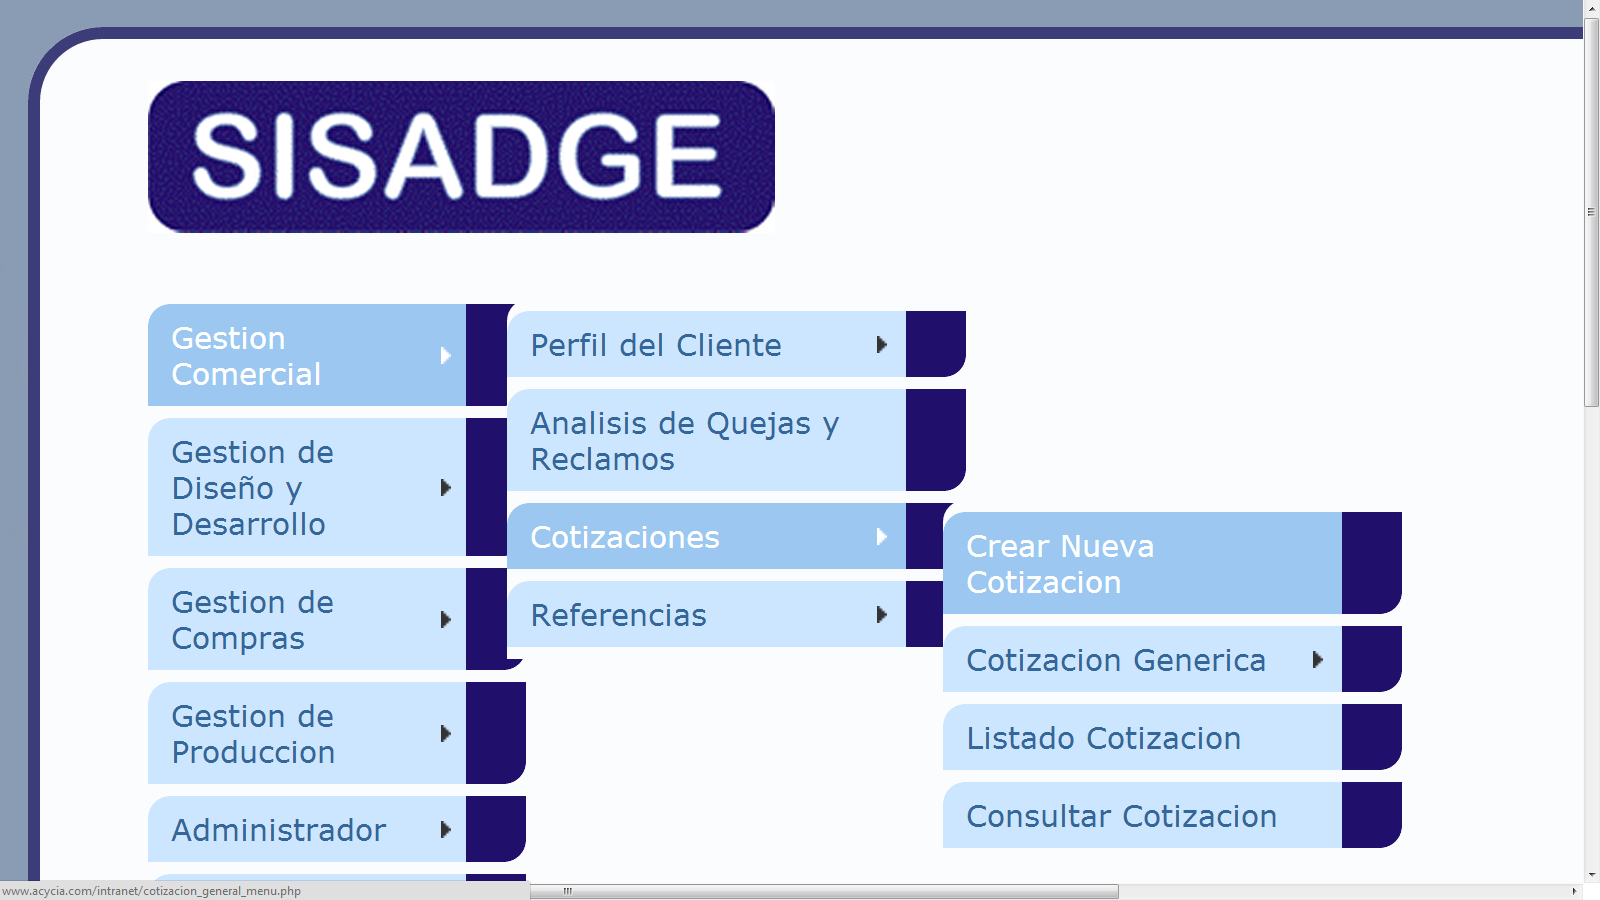 SISADGE
Gestion
Comercial
Gestion de
Diseño y
Desarrollo
Gestion de
Compras
Gestion de
Produccion
Administrador
Perfil del Cliente
Analisis de Quejas y
Reclamos
Cotizaciones
Referencias
Crear Nueva
Cotizacion
Cotizacion Generica
Listado Cotizacion
Consultar Cotizacion
www.acycia.com/intranet/cotizacion_general_menu.php